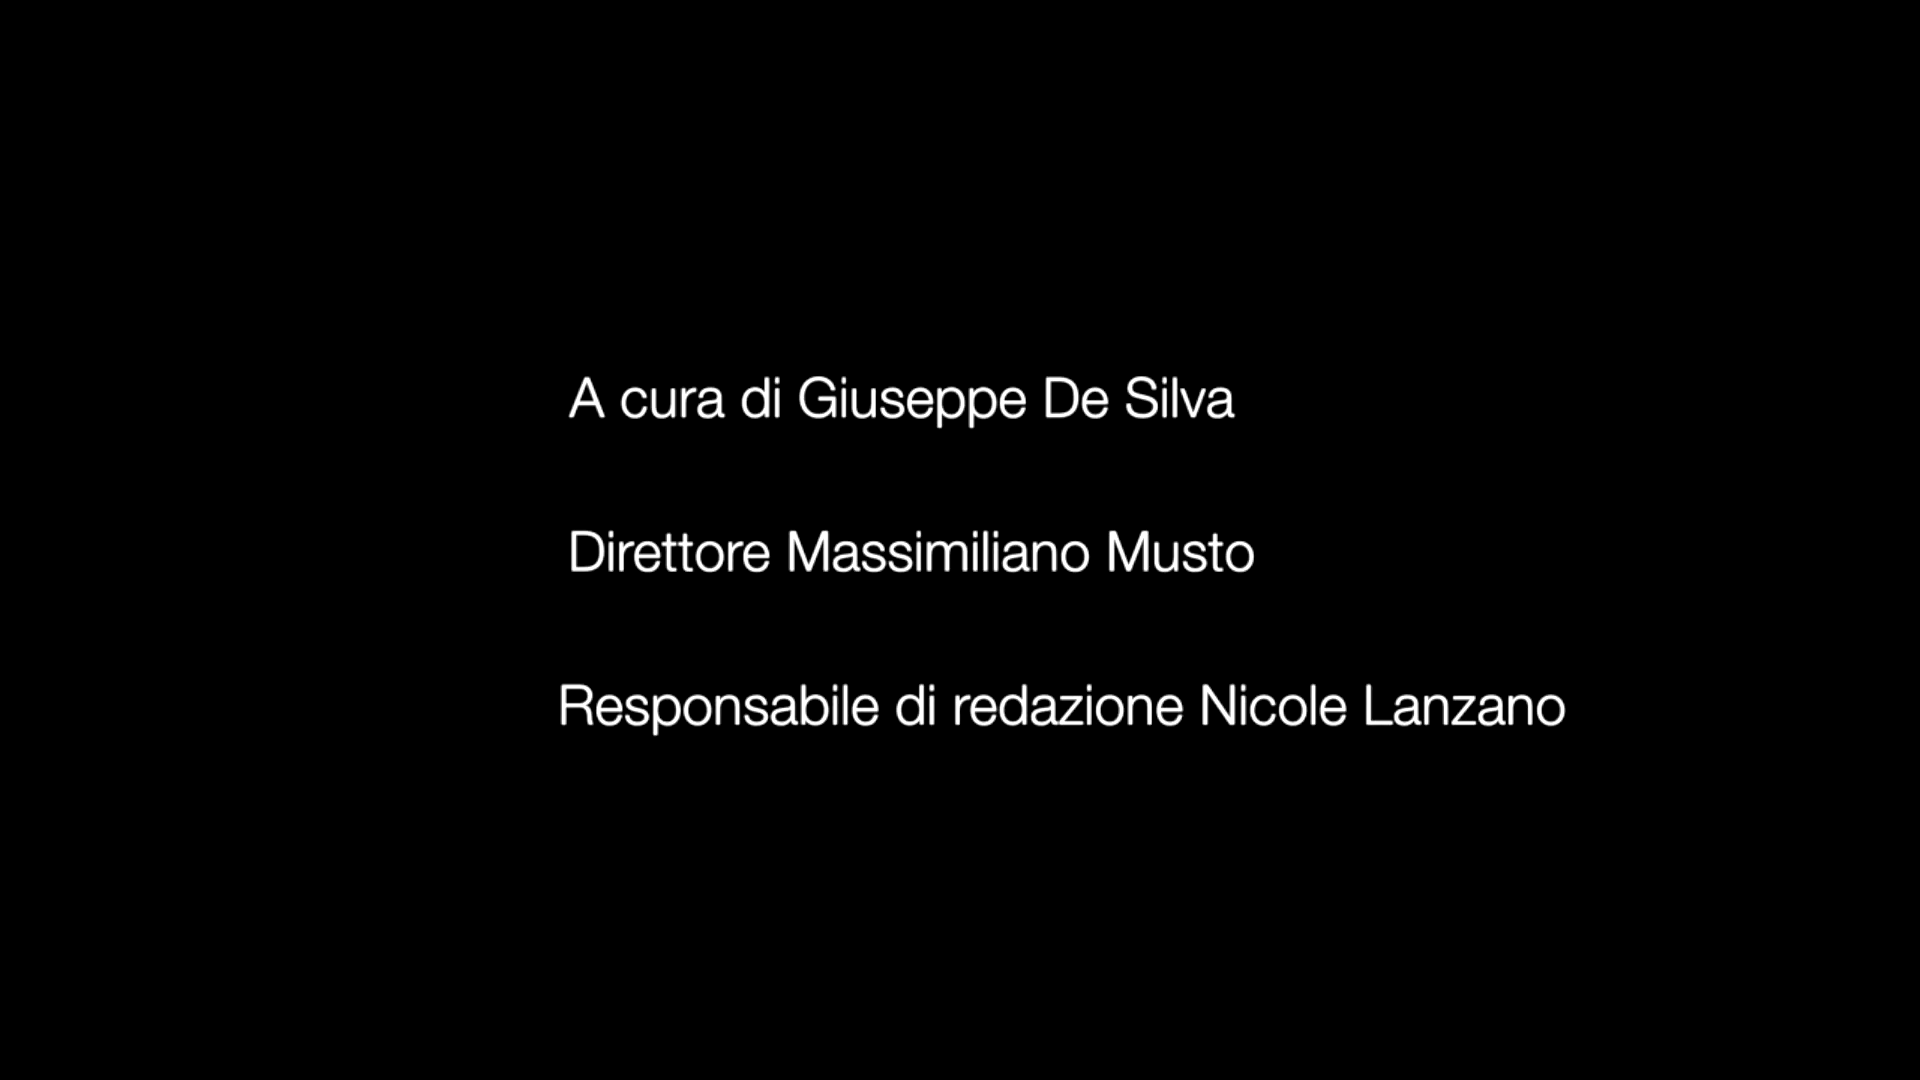 A cura di Giuseppe De Silva
Direttore Massimiliano Musto
Responsabile di redazione Nicole Lanzano